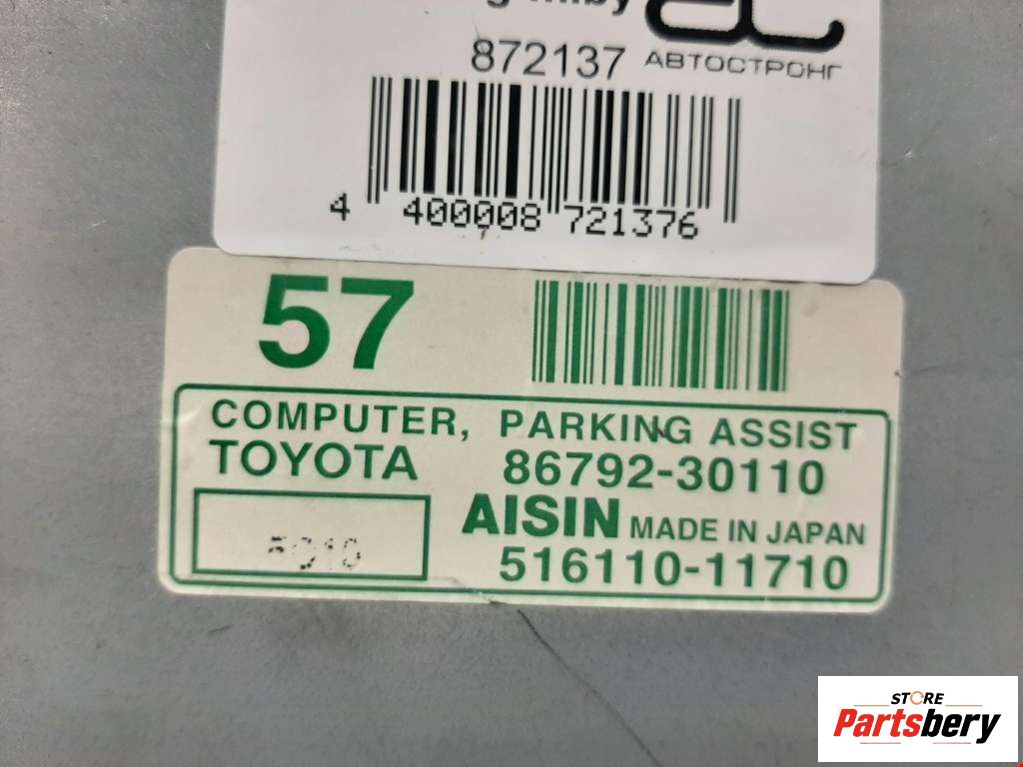 872137
АВТОСТРОНГ
4 400008 721376
57
COMPUTER, PARKING ASSIST
TOYOTA 86792-30110
AISIN MADE IN JAPAN
516110-11710
STORE
Partsbery